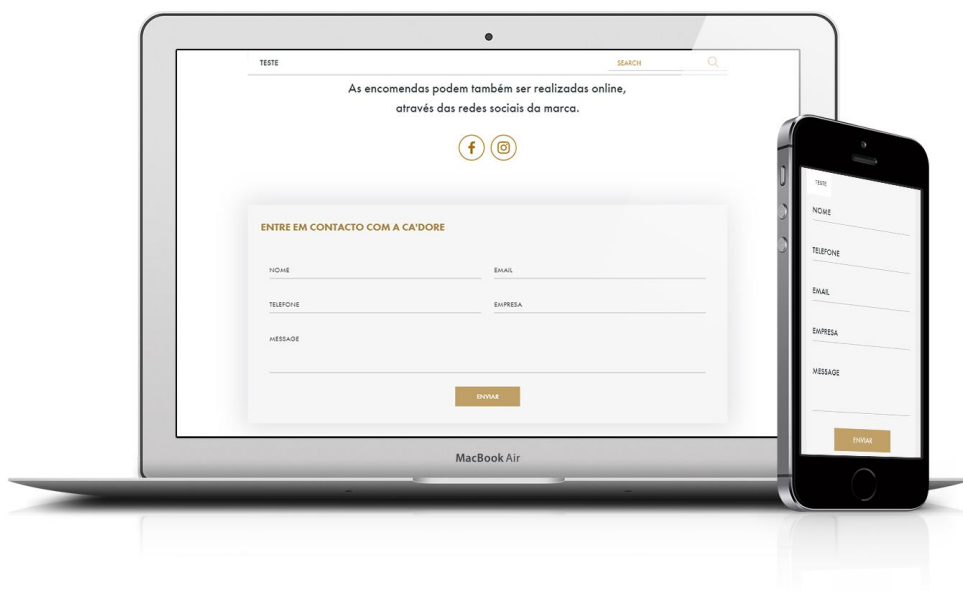 TESTE
SEARCH
As encomendas podem também ser realizadas online,
através das redes sociais da marca.
ENTRE EM CONTACTO COM A CA'DORE
NOME
EMAIL
TELEFONE
EMPRESA
MESSAGE
ENVIAR
MacBook Air
TESTE
NOME
TELEFONE
EMAIL
EMPRESA
MESSAGE
ENVIAR